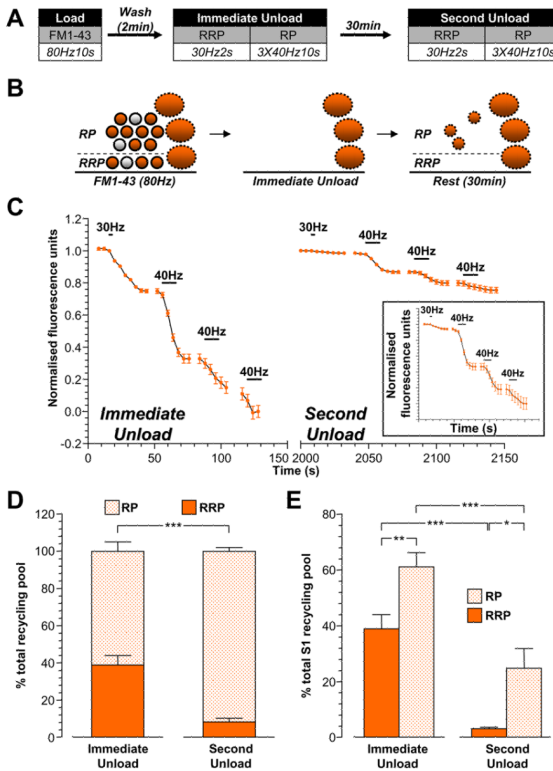 A
Load
FM1-43
80Hz10s
Wash
(2min)
Immediate Unload
RRP RP
30Hz2s 3X40Hz10s
30min
Second Unload
RRP RP
30Hz2s 3X40Hz10s
B
RP
RRP
FM1-43 (80Hz)
Immediate Unload
RP
RRP
Rest (30min)
C
Normalised fluorescence units
1.2
1.0
0.8
0.6
0.4
0.2
0.0
-0.2
30Hz
40Hz
40Hz
40Hz
Immediate
Unload
0 50 100 150
30Hz
40Hz
40Hz
40Hz
Second
Unload
2000 2050 2100 2150
Time (s)
Normalised
fluorescence units
30Hz
40Hz
40Hz
40Hz
Time (s)
D
RP RRP
% total recycling pool
120
100
80
60
40
20
0
***
Immediate
Unload
Second
Unload
E
% total S1 recycling pool
80
60
40
20
0
***
***
*
**
RP
RRP
Immediate
Unload
Second
Unload